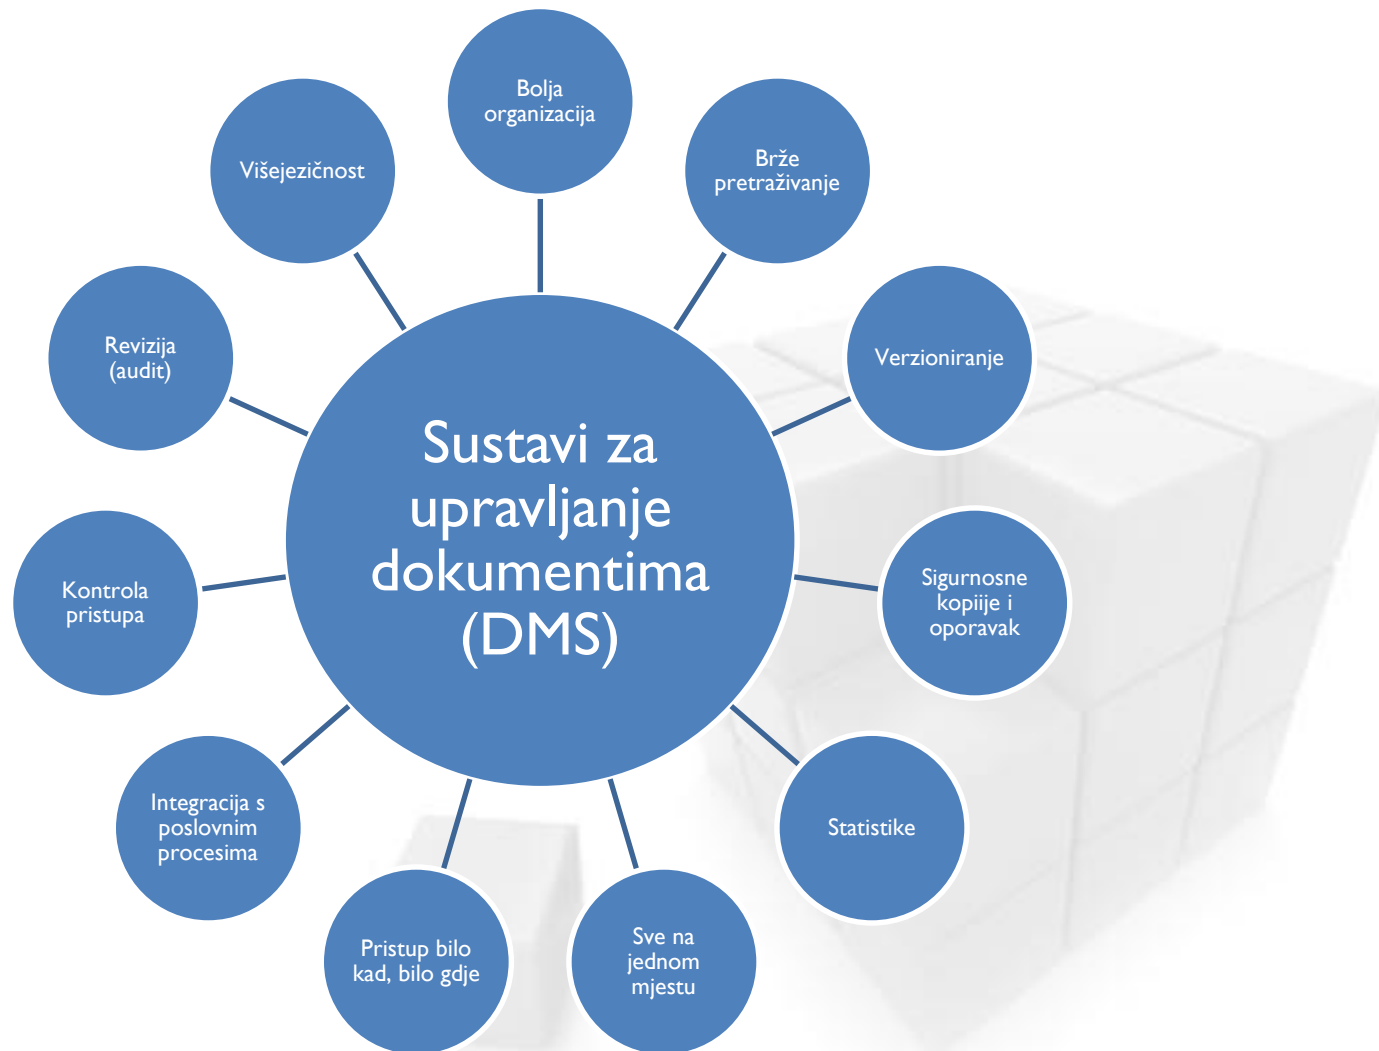 Bolja
organizacija
Brže
pretraživanje
Verzioniranje
Sigurnosne
kopiije i
oporavak
Statistike
Sve na
jednom
mjestu
Pristup bilo
kad, bilo gdje
Integracija s
poslovnim
procesima
Kontrola
pristupa
Revizija
(audit)
Višejezičnost
Sustavi za
upravljanje
dokumentima
(DMS)